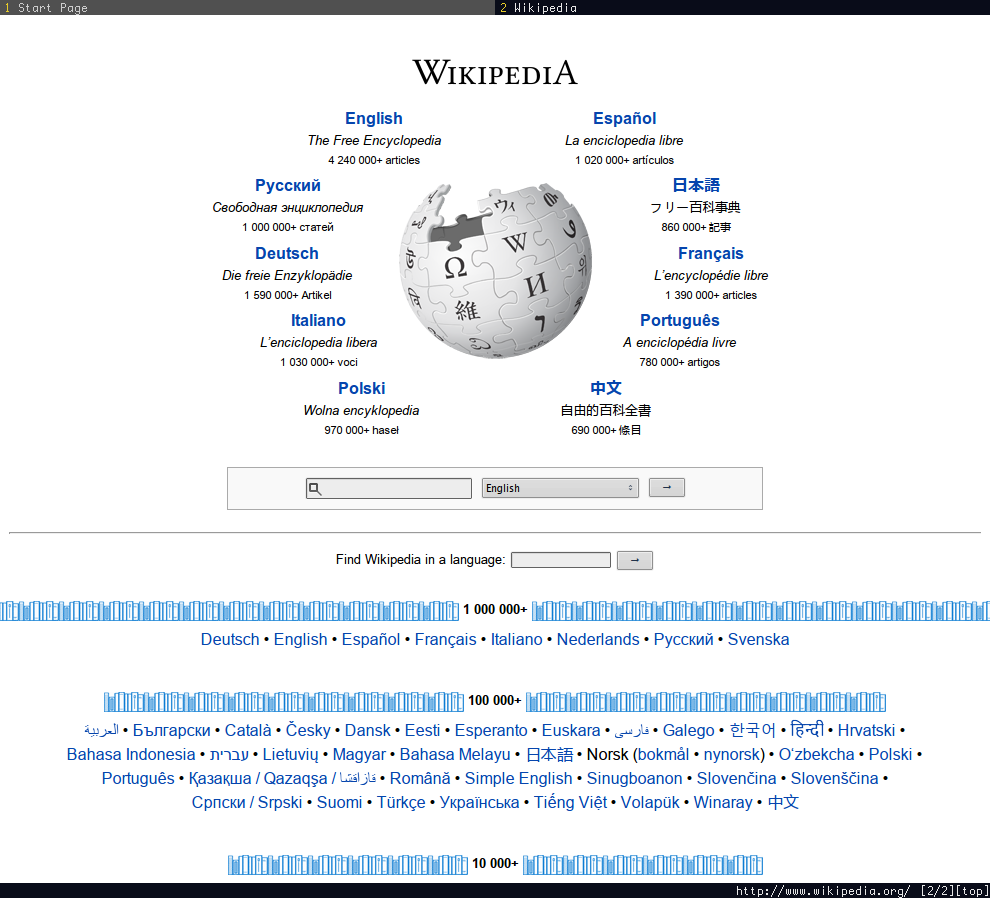 1 Start Page
2 Wikipedia
WIKIPEDIA
English
The Free Encyclopedia
4 240 000+ articles
Español
La enciclopedia libre
1 020 000+ artículos
Русский
Свободная энциклопедия
1 000 000+ статей
日本語
フリー百科事典
860 000+ 記事
Deutsch
Die freie Enzyklopädie
1 590 000+ Artikel
Français
L'encyclopédie libre
1 390 000+ articles
Italiano
L'enciclopedia libera
1 030 000+ voci
Português
A enciclopédia livre
780 000+ artigos
Polski
Wolna encyklopedia
970 000+ haseł
中文
自由的百科全書
690 000+ 條目
Ω
W
И
維
ウィ
English
→
Find Wikipedia in a language:
→
1 000 000+
Deutsch • English • Español • Français • Italiano • Nederlands • Русский • Svenska
100 000+
العربية • Български • Català • Česky • Dansk • Eesti • Esperanto • Euskara • فارسی • Galego • 한국어 • हिन्दी • Hrvatski •
Bahasa Indonesia • עברית • Lietuvių • Magyar • Bahasa Melayu • 日本語 • Norsk (bokmål • nynorsk) • O‘zbekcha • Polski •
Português • Қазақша / Qazaqşa / قازاقشا • Română • Simple English • Sinugboanon • Slovenčina • Slovenščina •
Српски / Srpski • Suomi • Türkçe • Українська • Tiếng Việt • Volapük • Winaray • 中文
10 000+
http://www.wikipedia.org/ [2/2][top]